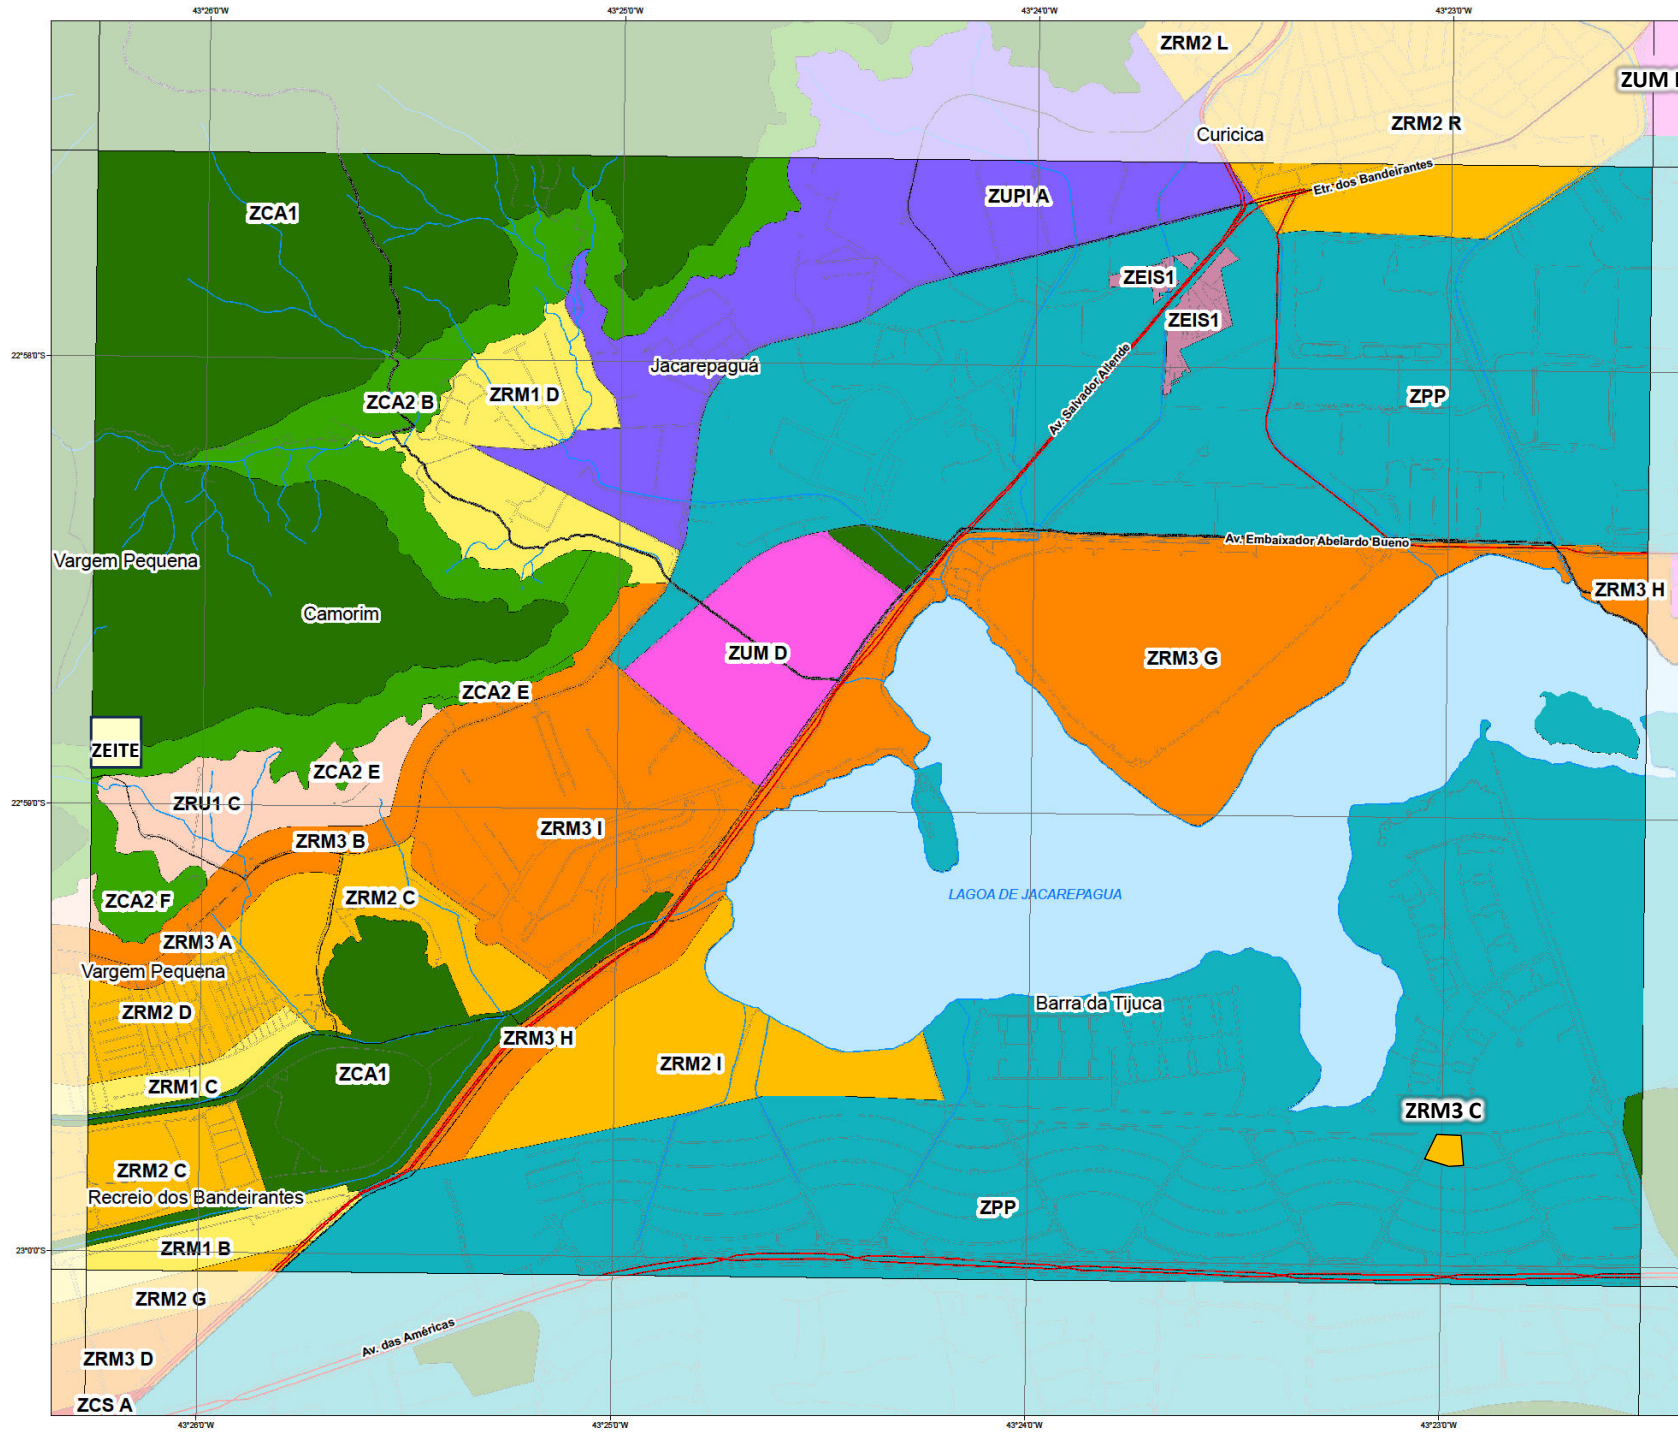 43°26'0"W
43°25'0"W
43°24'0"W
43°23'0"W
ZRM2 L
ZUM
ZRM2 R
Curicica
Etr. dos Bandeirantes
ZCA1
ZUPI A
ZEIS1
ZEIS1
22°58'0"S
Jacarepaguá
Av. Salvador Allende
ZRM1 D
ZCA2 B
ZPP
Av. Embaixador Abelardo Bueno
Vargem Pequena
ZRM3 H
Camorim
ZUM D
ZRM3 G
ZCA2 E
ZEITE
ZCA2 E
22°59'0"S
ZRU1 C
ZRM3 I
ZRM3 B
ZCA2 F
ZRM2 C
LAGOA DE JACAREPAGUA
ZRM3 A
Vargem Pequena
Barra da Tijuca
ZRM2 D
ZRM3 H
ZRM2 I
ZCA1
ZRM1 C
ZRM3 C
ZRM2 C
Recreio dos Bandeirantes
ZPP
23°0'0"S
ZRM1 B
ZRM2 G
Av. das Américas
ZRM3 D
ZCS A
43°26'0"W
43°25'0"W
43°24'0"W
43°23'0"W